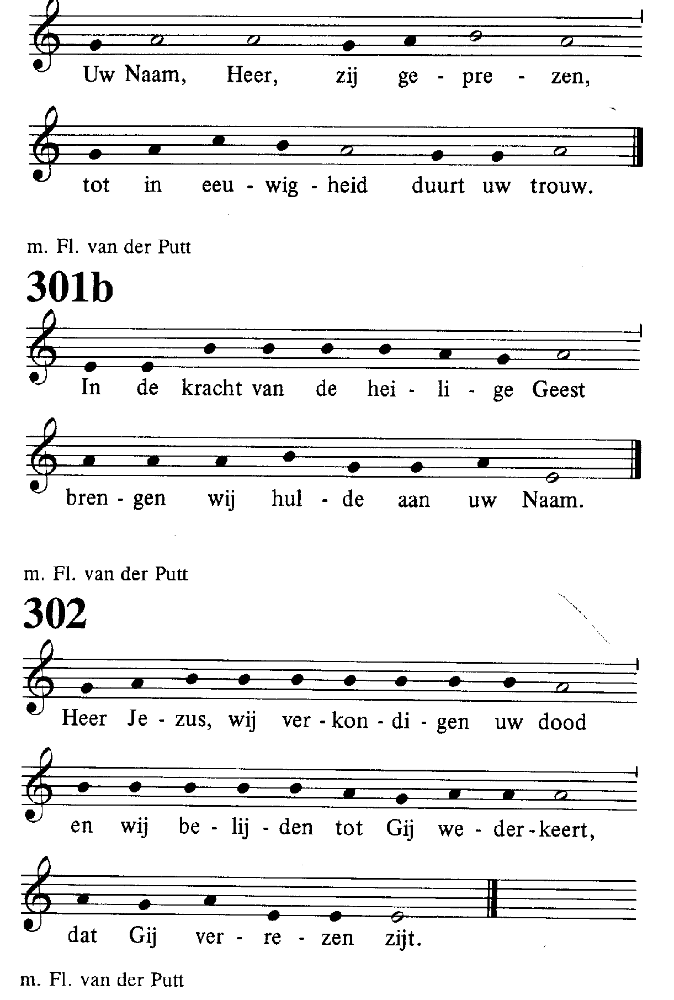 Uw Naam, Heer, zij ge - pre - zen,
tot in eeu - wig - heid duurt uw trouw.
m. Fl. van der Putt
301b
In de kracht van de hei - li - ge Geest
bren - gen wij hul - de aan uw Naam.
m. Fl. van der Putt
302
Heer Je - zus, wij ver - kon - di - gen uw dood
en wij be - lij - den tot Gij we - der - keert,
dat Gij ver - re - zen zijt.
m. Fl. van der Putt